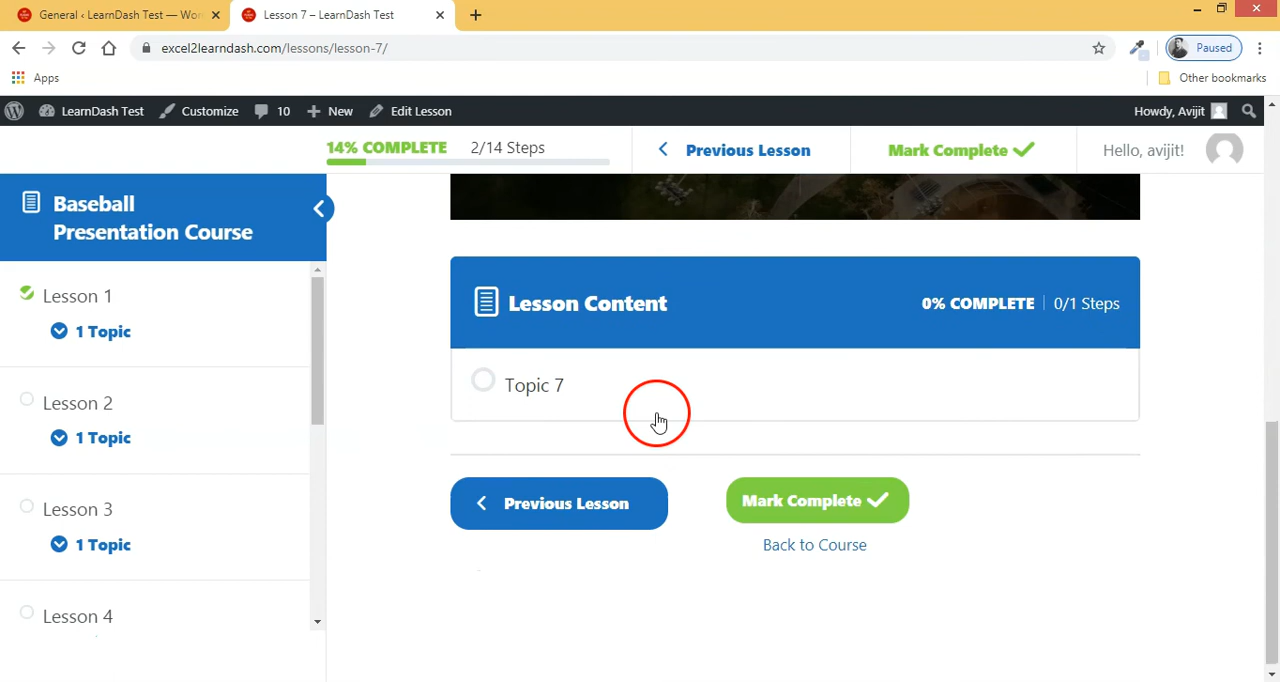 General ‹ LearnDash Test — Wor
Lesson 7 – LearnDash Test
excel2learndash.com/lessons/lesson-7/
Paused
Apps
Other bookmarks
LearnDash Test
Customize
10
New
Edit Lesson
Howdy, Avijit
14% COMPLETE 2/14 Steps
Previous Lesson
Mark Complete
Hello, avijit!
Baseball
Presentation Course
Lesson 1
1 Topic
Lesson 2
1 Topic
Lesson 3
1 Topic
Lesson 4
Lesson Content
0% COMPLETE 0/1 Steps
Topic 7
Previous Lesson
Mark Complete
Back to Course